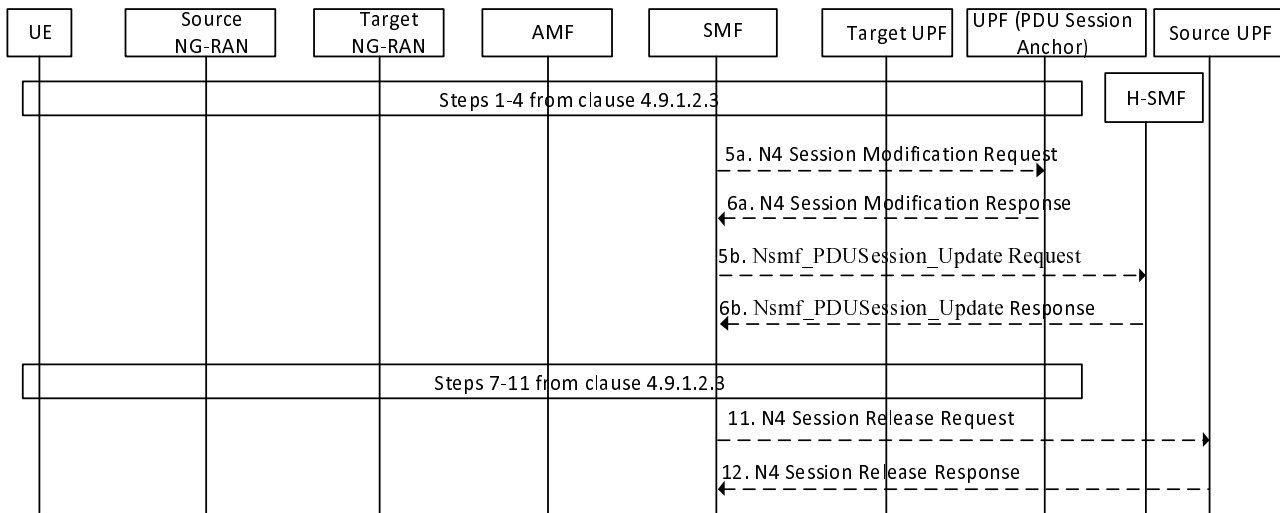 UE
Source
NG-RAN
Target
NG-RAN
AMF
SMF
Target UPF
UPF (PDU Session
Anchor)
Source UPF
Steps 1-4 from clause 4.9.1.2.3
H-SMF
5a. N4 Session Modification Request
6a. N4 Session Modification Response
5b. Nsmf_PDUSession_Update Request
6b. Nsmf_PDUSession_Update Response
Steps 7-11 from clause 4.9.1.2.3
11. N4 Session Release Request
12. N4 Session Release Response